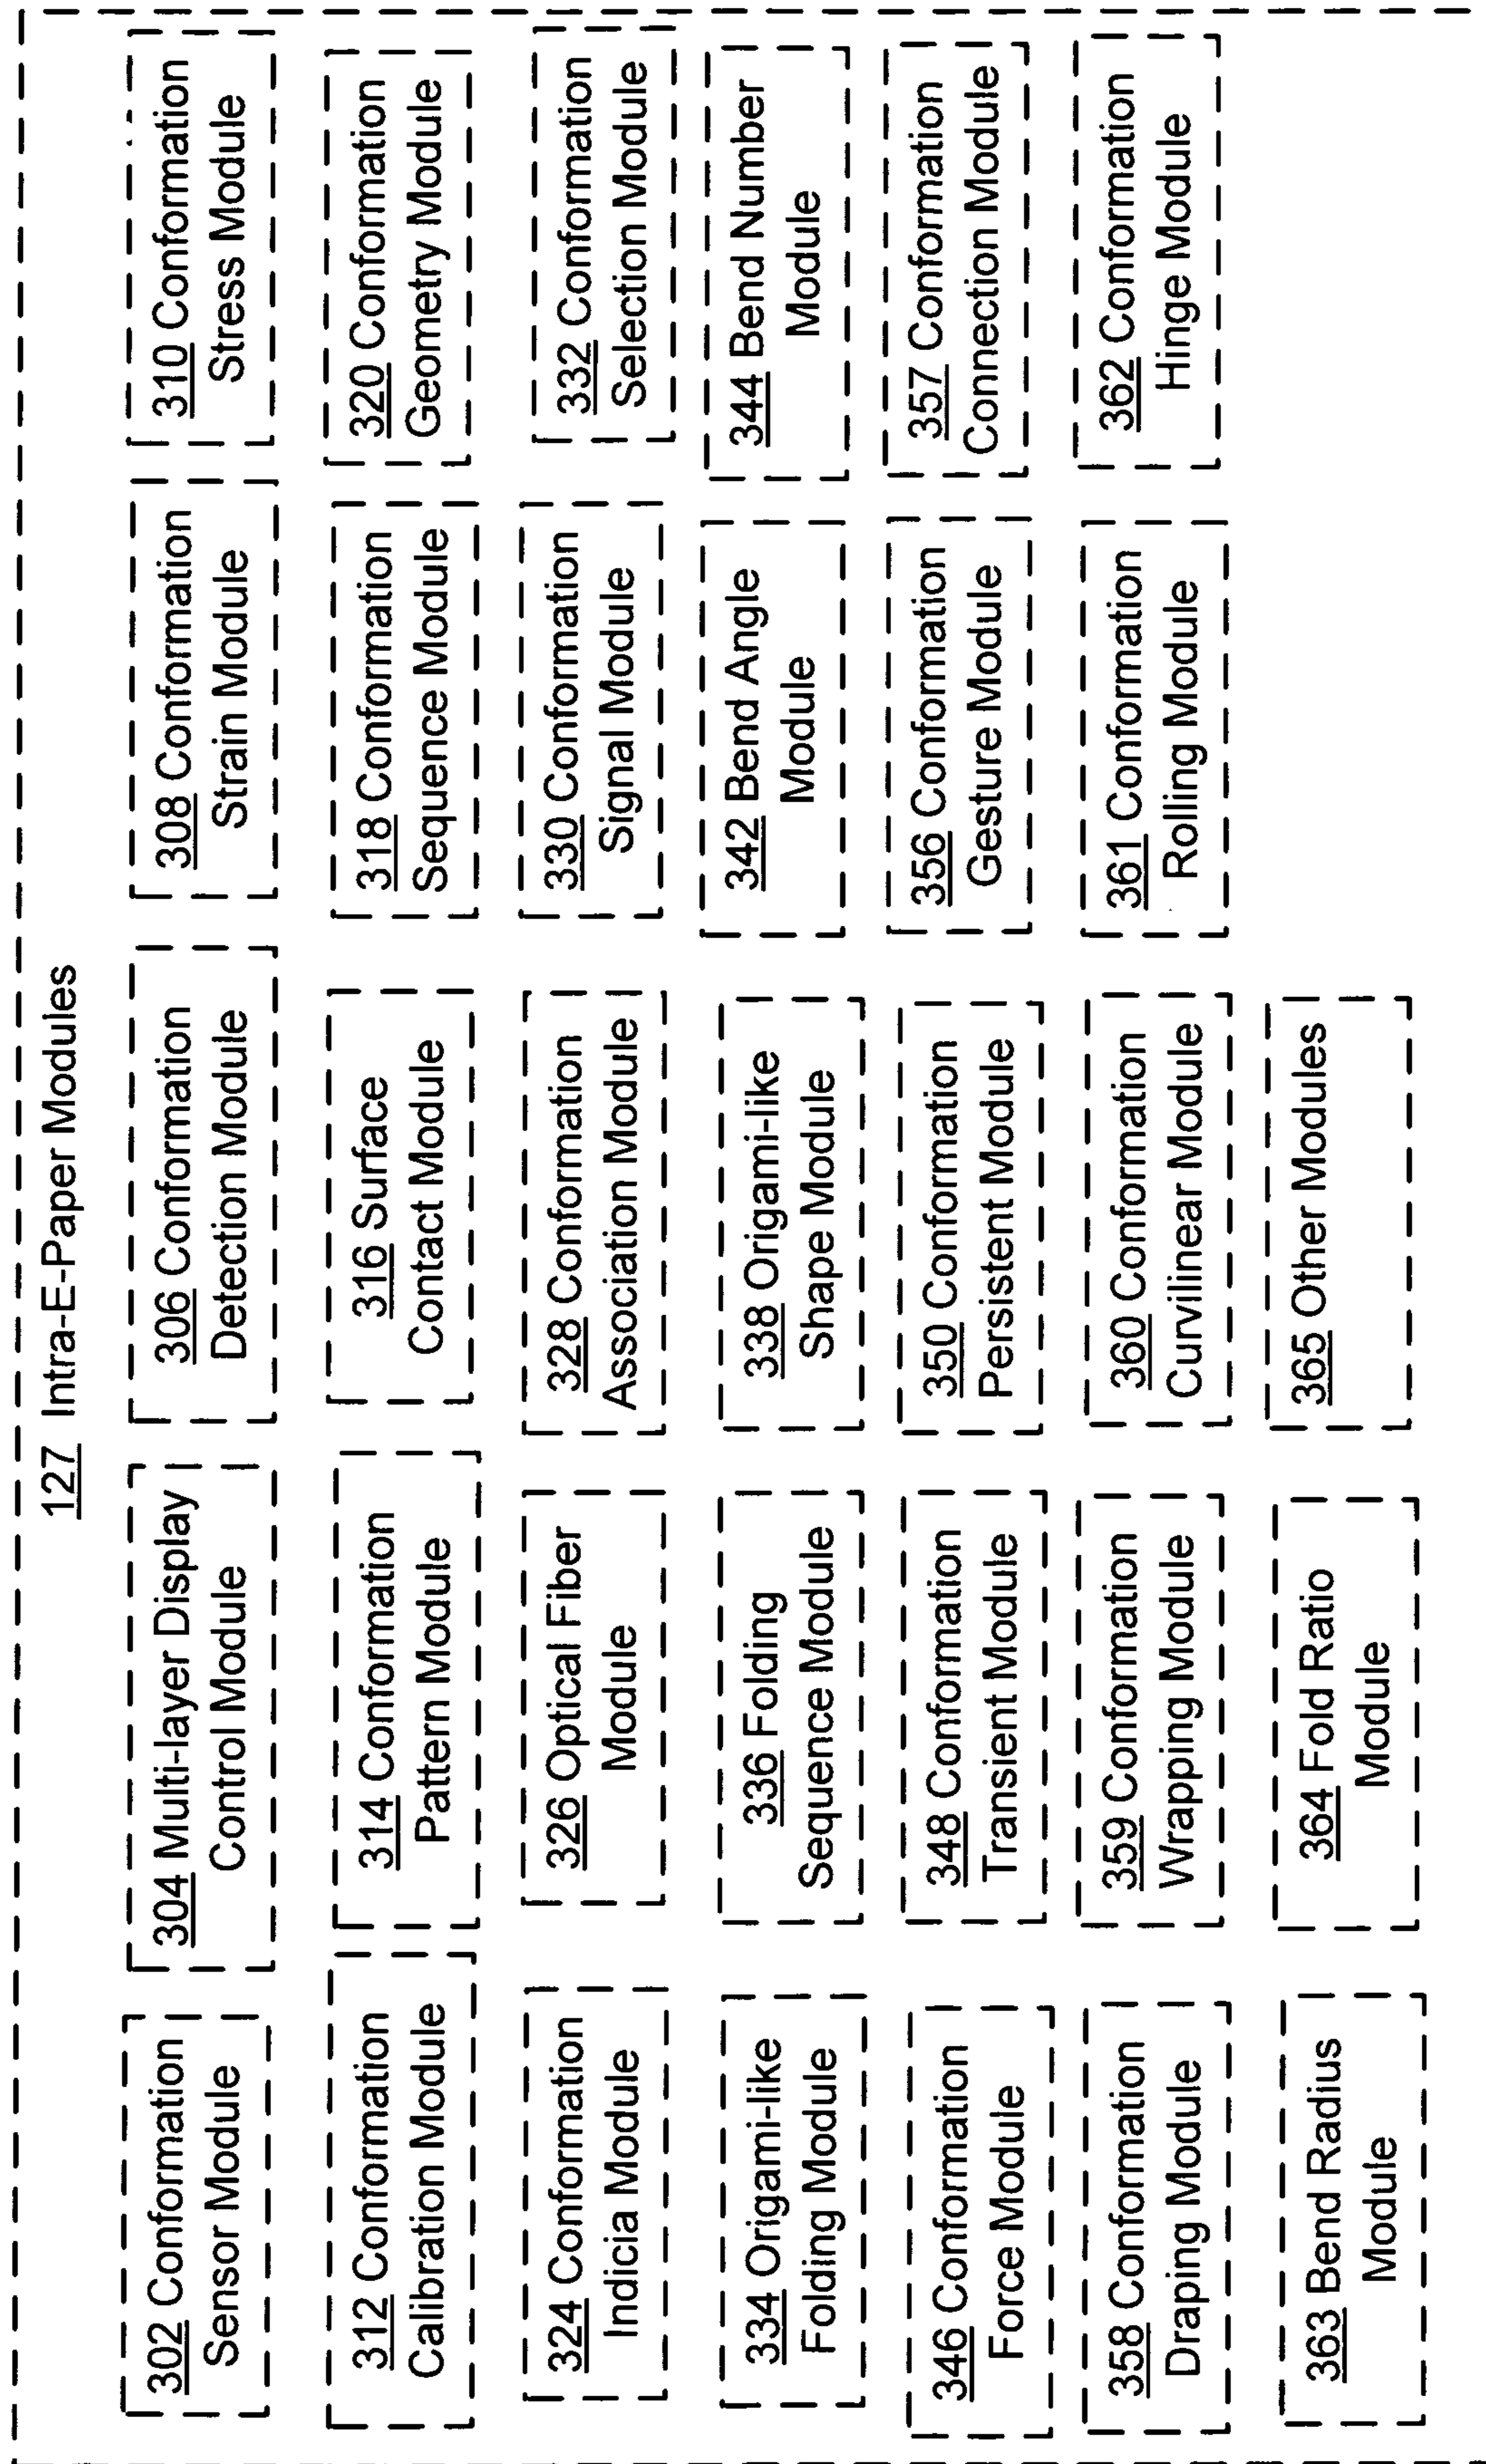 127 Intra-E-Paper Modules
302 Conformation
Sensor Module
304 Multi-layer Display
Control Module
306 Conformation
Detection Module
308 Conformation
Strain Module
310 Conformation
Stress Module
312 Conformation
Calibration Module
314 Conformation
Pattern Module
316 Surface
Contact Module
318 Conformation
Sequence Module
320 Conformation
Geometry Module
324 Conformation
Indicia Module
326 Optical Fiber
Module
328 Conformation
Association Module
330 Conformation
Signal Module
332 Conformation
Selection Module
334 Origami-like
Folding Module
336 Folding
Sequence Module
338 Origami-like
Shape Module
342 Bend Angle
Module
344 Bend Number
Module
346 Conformation
Force Module
348 Conformation
Transient Module
350 Conformation
Persistent Module
356 Conformation
Gesture Module
357 Conformation
Connection Module
358 Conformation
Draping Module
359 Conformation
Wrapping Module
360 Conformation
Curvilinear Module
361 Conformation
Rolling Module
362 Conformation
Hinge Module
363 Bend Radius
Module
364 Fold Ratio
Module
365 Other Modules